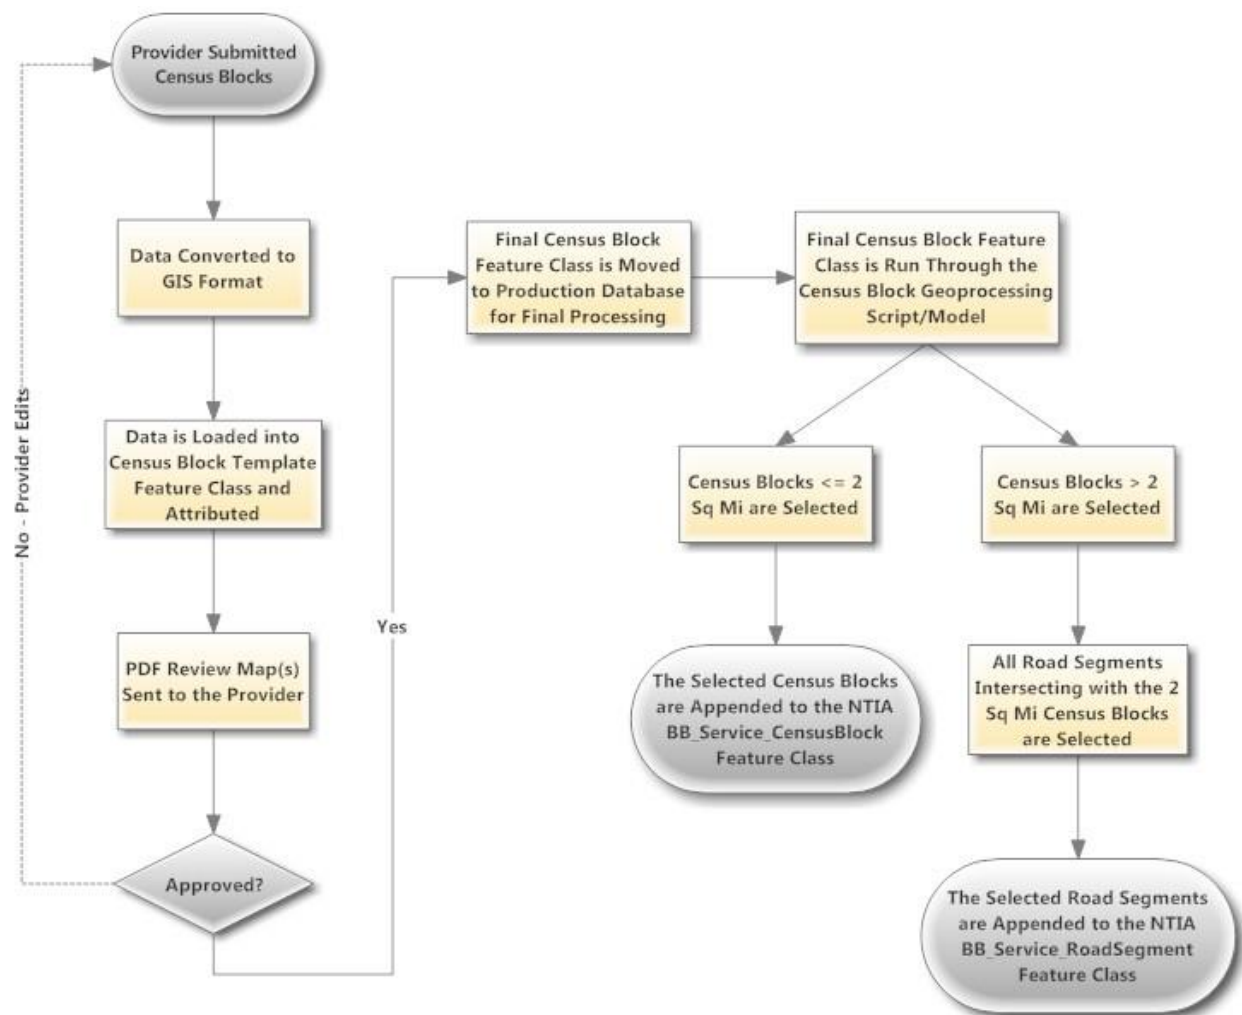 Provider Submitted
Census Blocks
Data Converted to
GIS Format
Data is Loaded into
Census Block Template
Feature Class and
Attributed
PDF Review Map(s)
Sent to the Provider
Approved?
No - Provider Edits
Yes
Final Census Block
Feature Class is Moved
to Production Database
for Final Processing
Final Census Block Feature
Class is Run Through the
Census Block Geoprocessing
Script/Model
Census Blocks <= 2
Sq Mi are Selected
The Selected Census Blocks
are Appended to the NTIA
BB_Service_CensusBlock
Feature Class
Census Blocks > 2
Sq Mi are Selected
All Road Segments
Intersecting with the 2
Sq Mi Census Blocks
are Selected
The Selected Road Segments
are Appended to the NTIA
BB_Service_RoadSegment
Feature Class